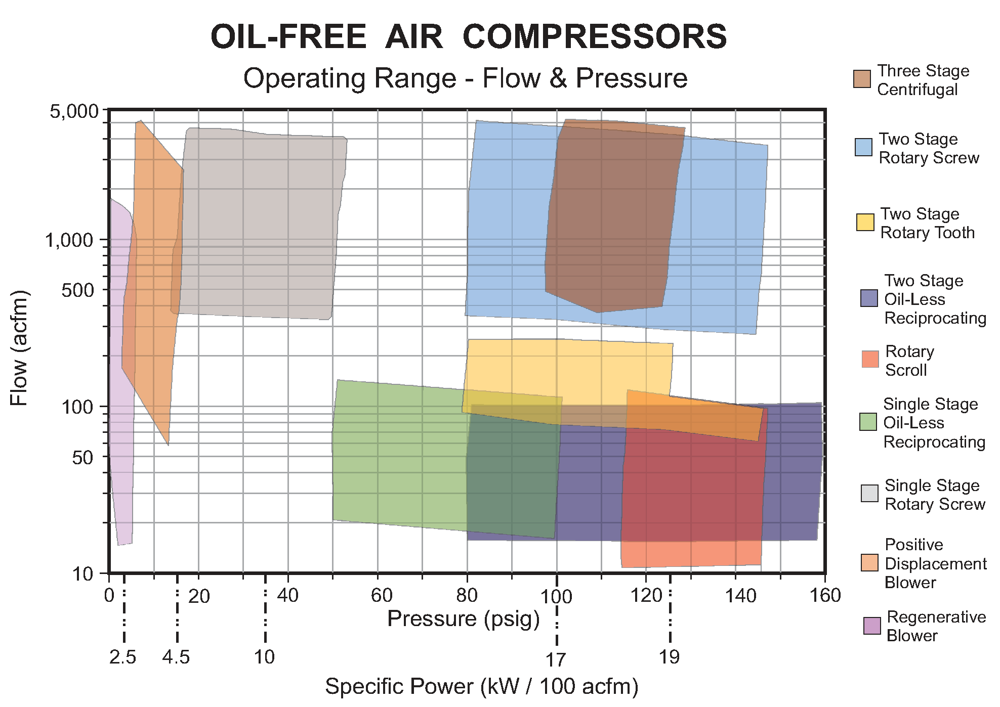 OIL-FREE AIR COMPRESSORS
Operating Range - Flow & Pressure
Three Stage
Centrifugal
Two Stage
Rotary Screw
Two Stage
Rotary Tooth
Two Stage
Oil-Less
Reciprocating
Rotary
Scroll
Single Stage
Oil-Less
Reciprocating
Single Stage
Rotary Screw
Positive
Displacement
Blower
Regenerative
Blower
Flow (acfm)
5,000
1,000
500
100
50
10
0 20 40 60 80 100 120 140 160
Pressure (psig)
2.5 4.5 10 17 19
Specific Power (kW / 100 acfm)